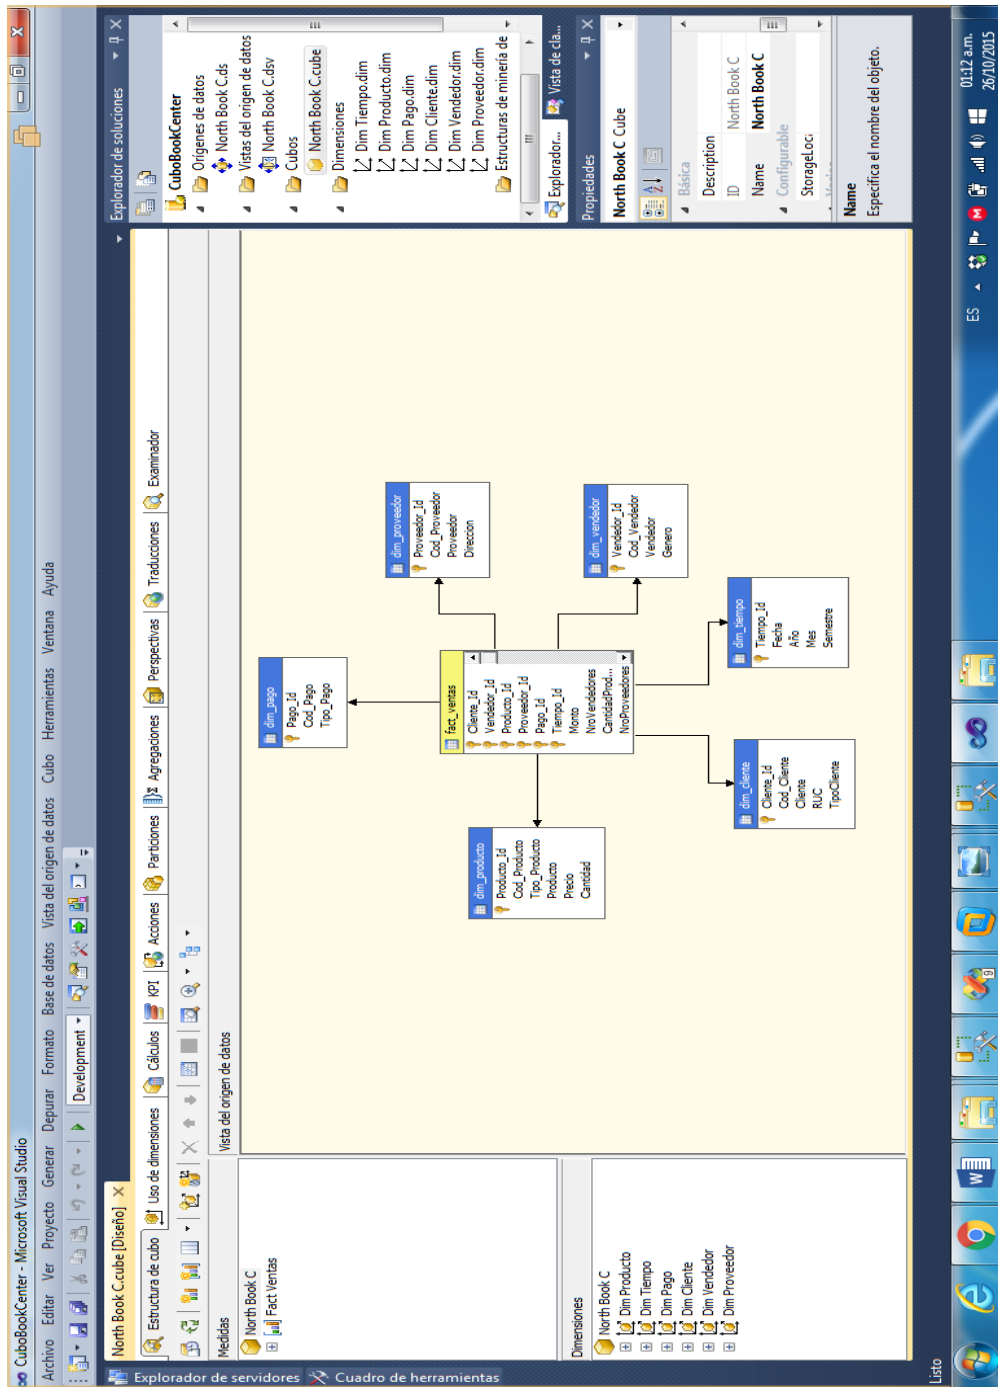 CuboBookCenter - Microsoft Visual Studio
Archivo Editar Ver Proyecto Generar Depurar Formato Base de datos Vista del origen de datos Cubo Herramientas Ventana Ayuda
Development
Explorador de servidores
Cuadro de herramientas
North Book C.cube [Diseño]
Estructura de cubo Uso de dimensiones Cálculos KPI Acciones Particiones Agregaciones Perspectivas Traducciones Examinador
Medidas
North Book C
Fact Ventas
Dimensiones
North Book C
Dim Producto
Dim Tiempo
Dim Pago
Dim Cliente
Dim Vendedor
Dim Proveedor
Vista del origen de datos
dim_pago
Pago_Id
Cod_Pago
Tipo_Pago
dim_proveedor
Proveedor_Id
Cod_Proveedor
Proveedor
Direccion
dim_producto
Producto_Id
Cod_Producto
Tipo_Producto
Producto
Precio
Cantidad
fact_ventas
Cliente_Id
Vendedor_Id
Producto_Id
Proveedor_Id
Pago_Id
Tiempo_Id
Monto
NroVendedores
CantidadProd...
NroProveedores
dim_vendedor
Vendedor_Id
Cod_Vendedor
Vendedor
Genero
dim_cliente
Cliente_Id
Cod_Cliente
Cliente
RUC
TipoCliente
dim_tiempo
Tiempo_Id
Fecha
Año
Mes
Semestre
Explorador de soluciones
CuboBookCenter
Orígenes de datos
North Book C.ds
Vistas del origen de datos
North Book C.dsv
Cubos
North Book C.cube
Dimensiones
Dim Tiempo.dim
Dim Producto.dim
Dim Pago.dim
Dim Cliente.dim
Dim Vendedor.dim
Dim Proveedor.dim
Estructuras de minería de
Explorador... Vista de cla...
Propiedades
North Book C Cube
Básica
Description
ID North Book C
Name North Book C
Configurable
StorageLoc:
Name
Especifica el nombre del objeto.
Listo
ES
01:12 a.m.
26/10/2015